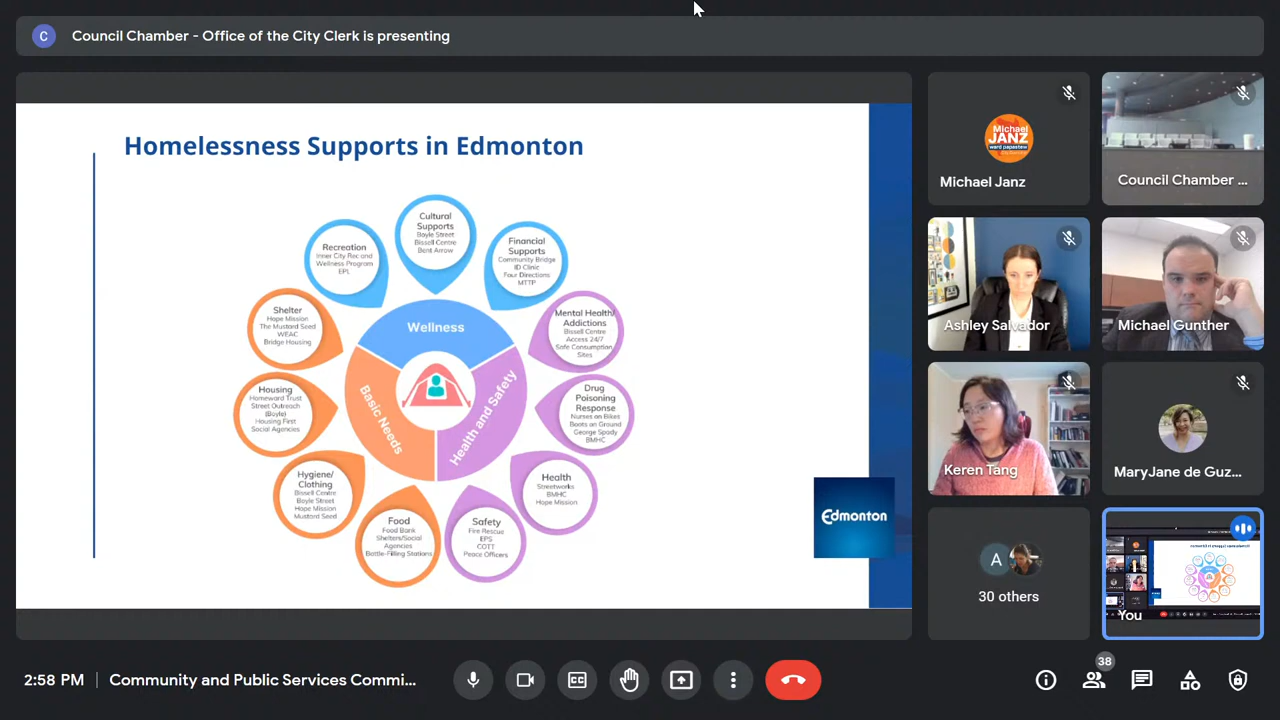 C
Council Chamber - Office of the City Clerk is presenting
Homelessness Supports in Edmonton
Cultural
Supports
Boyle Street
Bissell Centre
Bent Arrow
Recreation
Inner City Rec and
Wellness Program
EPL
Financial
Supports
Community Bridge
ID Clinic
Four Directions
MTTP
Shelter
Hope Mission
The Mustard Seed
WEAC
Bridge Housing
Mental Health/
Addictions
Bissell Centre
Access 24/7
Safe Consumption
Sites
Wellness
Basic Needs
Health and Safety
Housing
Homeward Trust
Street Outreach
(Boyle)
Housing First
Social Agencies
Drug
Poisoning
Response
Nurses on Bikes
Boots on Ground
George Spady
BMHC
Hygiene/
Clothing
Bissell Centre
Boyle Street
Hope Mission
Mustard Seed
Health
Streetworks
BMHC
Hope Mission
Food
Food Bank
Shelters/Social
Agencies
Bottle-Filling Stations
Safety
Fire Rescue
EPS
COTT
Peace Officers
Edmonton
Michael
JANZ
ward papastew
Michael Janz
Council Chamber ...
Ashley Salvador
Michael Gunther
Keren Tang
MaryJane de Guz...
A
30 others
You
2:58 PM
Community and Public Services Commi...
38